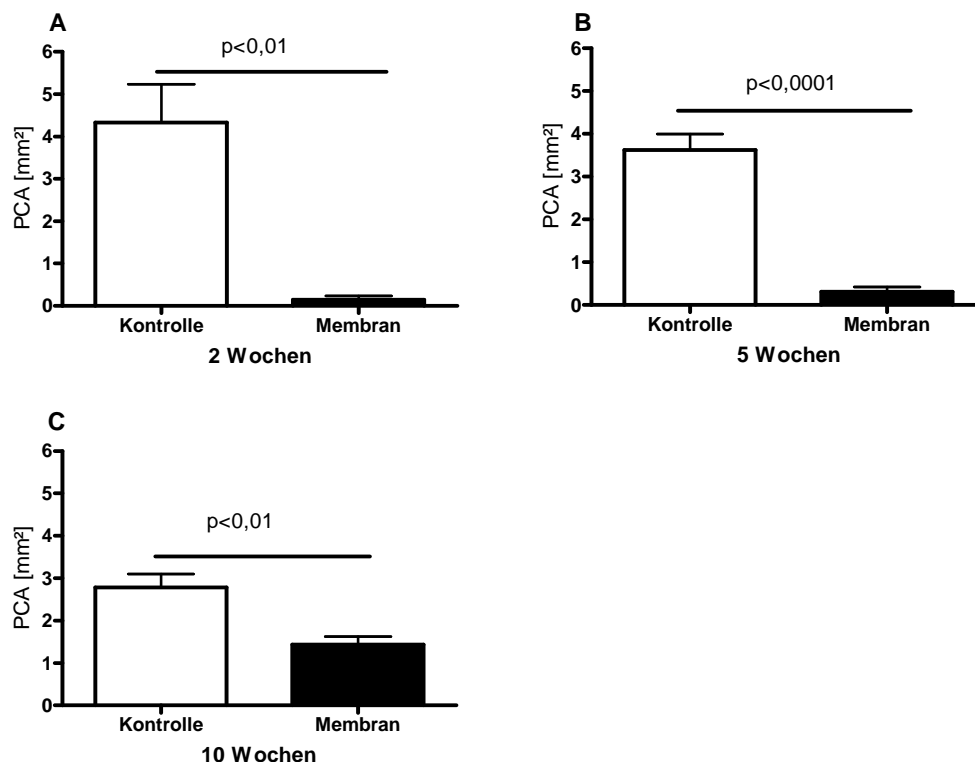 A
p<0,01
6
5
4
3
2
1
0
PCA [mm²]
Kontrolle Membran
2 Wochen
B
p<0,0001
6
5
4
3
2
1
0
PCA [mm²]
Kontrolle Membran
5 Wochen
C
p<0,01
6
5
4
3
2
1
0
PCA [mm²]
Kontrolle Membran
10 Wochen